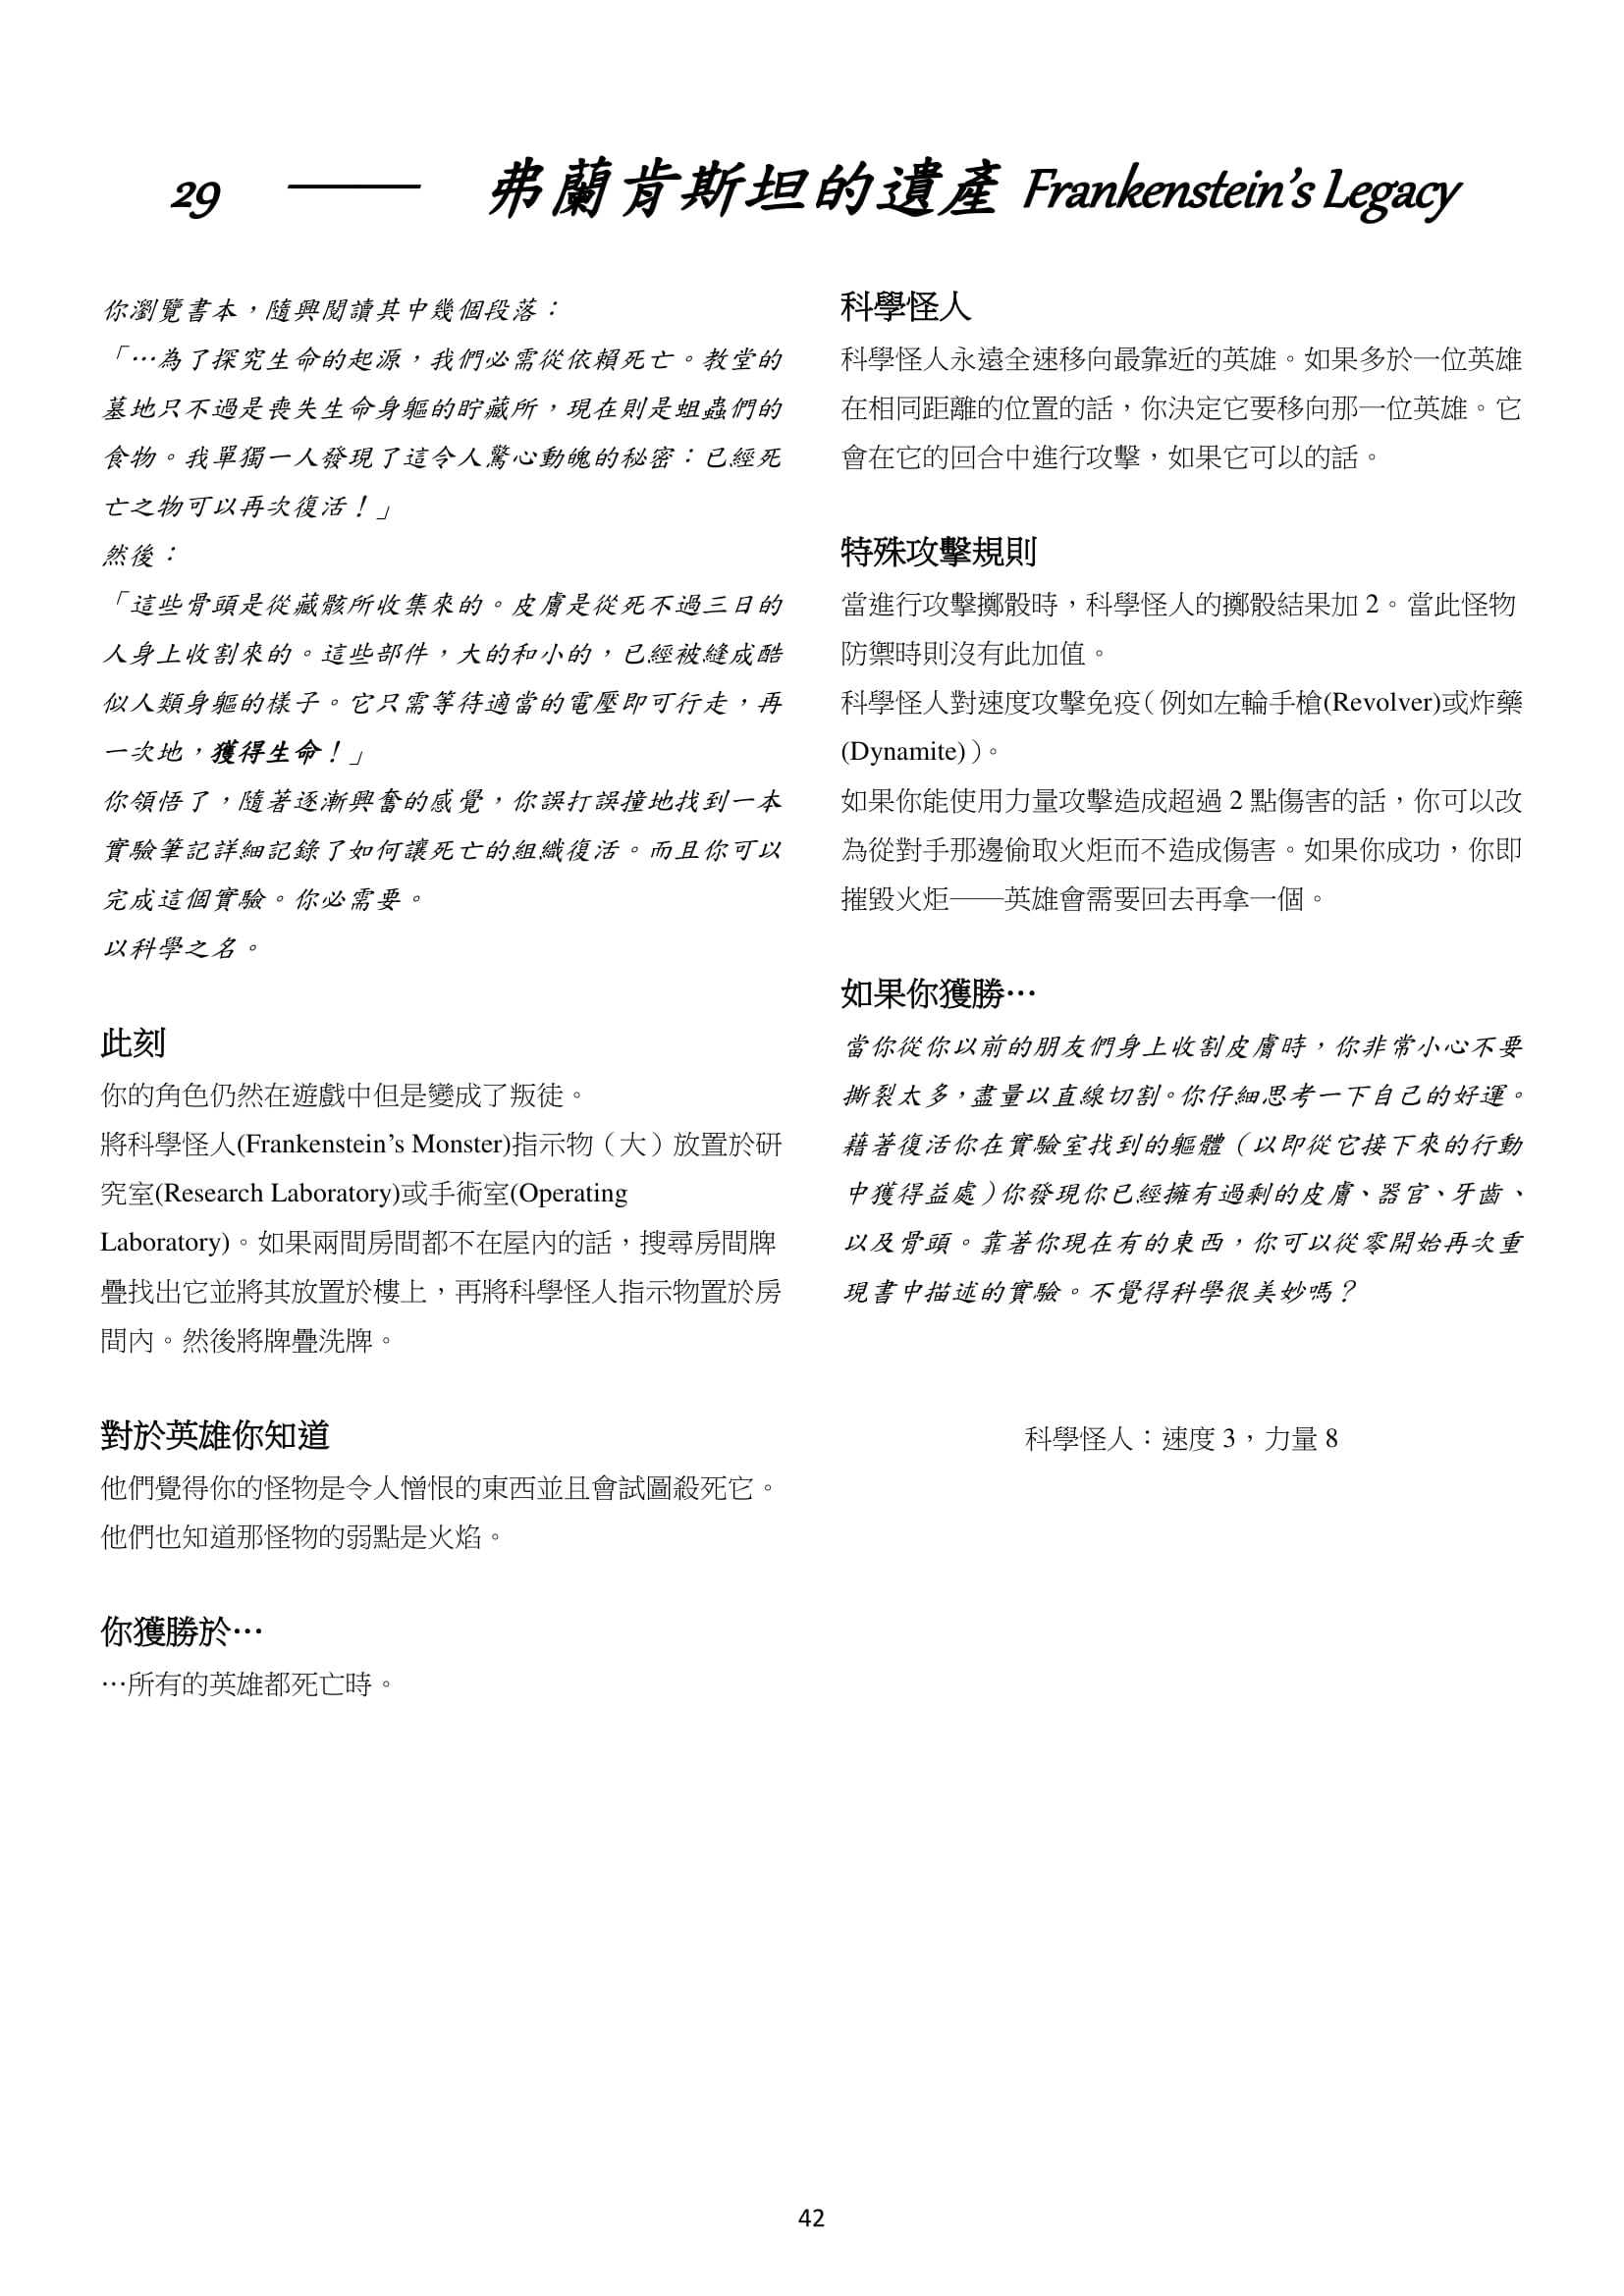 29 —— 弗蘭肯斯坦的遺產 Frankenstein’s Legacy
你瀏覽書本，隨興閱讀其中幾個段落：
「…為了探究生命的起源，我們必需從依賴死亡。教堂的
墓地只不過是喪失生命身軀的貯藏所，現在則是蛆蟲們的
食物。我單獨一人發現了這令人驚心動魄的秘密：已經死
亡之物可以再次復活！」
然後：
「這些骨頭是從藏骸所收集來的。皮膚是從死不過三日的
人身上收割來的。這些部件，大的和小的，已經被縫成酷
似人類身軀的樣子。它只需等待適當的電壓即可行走，再
一次地，獲得生命！」
你領悟了，隨著逐漸興奮的感覺，你誤打誤撞地找到一本
實驗筆記詳細記錄了如何讓死亡的組織復活。而且你可以
完成這個實驗。你必需要。
以科學之名。
此刻
你的角色仍然在遊戲中但是變成了叛徒。
將科學怪人(Frankenstein’s Monster)指示物（大）放置於研
究室(Research Laboratory)或手術室(Operating
Laboratory)。如果兩間房間都不在屋內的話，搜尋房間牌
疊找出它並將其放置於樓上，再將科學怪人指示物置於房
間內。然後將牌疊洗牌。
對於英雄你知道
他們覺得你的怪物是令人憎恨的東西並且會試圖殺死它。
他們也知道那怪物的弱點是火焰。
你獲勝於…
…所有的英雄都死亡時。
科學怪人
科學怪人永遠全速移向最靠近的英雄。如果多於一位英雄
在相同距離的位置的話，你決定它要移向那一位英雄。它
會在它的回合中進行攻擊，如果它可以的話。
特殊攻擊規則
當進行攻擊擲骰時，科學怪人的擲骰結果加 2。當此怪物
防禦時則沒有此加值。
科學怪人對速度攻擊免疫（例如左輪手槍(Revolver)或炸藥
(Dynamite)）。
如果你能使用力量攻擊造成超過 2 點傷害的話，你可以改
為從對手那邊偷取火炬而不造成傷害。如果你成功，你即
摧毀火炬——英雄會需要回去再拿一個。
如果你獲勝…
當你從你以前的朋友們身上收割皮膚時，你非常小心不要
撕裂太多，盡量以直線切割。你仔細思考一下自己的好運。
藉著復活你在實驗室找到的軀體（以即從它接下來的行動
中獲得益處）你發現你已經擁有過剩的皮膚、器官、牙齒、
以及骨頭。靠著你現在有的東西，你可以從零開始再次重
現書中描述的實驗。不覺得科學很美妙嗎？
科學怪人：速度 3，力量 8
42